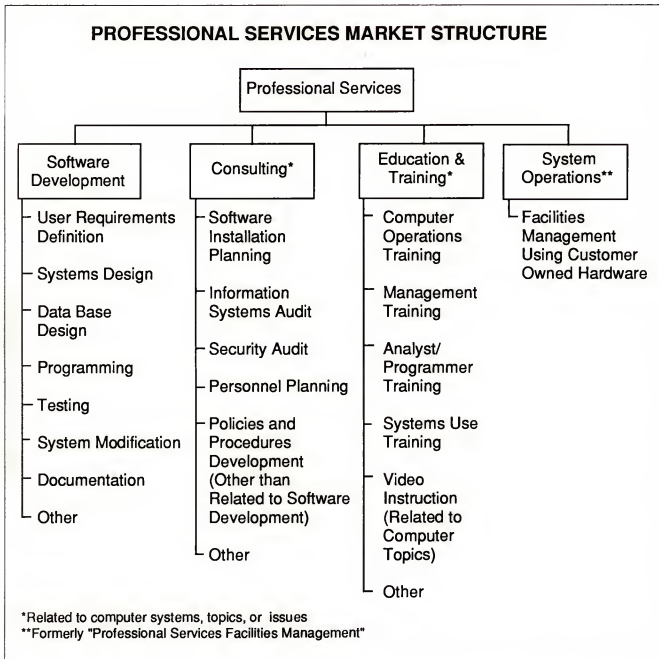 PROFESSIONAL SERVICES MARKET STRUCTURE
Professional Services
Software
Development
User Requirements
Definition
Systems Design
Data Base
Design
Programming
Testing
System Modification
Documentation
Other
Consulting*
Software
Installation
Planning
Information
Systems Audit
Security Audit
Personnel Planning
Policies and
Procedures
Development
(Other than
Related to Software
Development)
Other
Education &
Training*
Computer
Operations
Training
Management
Training
Analyst/
Programmer
Training
Systems Use
Training
Video
Instruction
(Related to
Computer
Topics)
Other
System
Operations**
Facilities
Management
Using Customer
Owned Hardware
*Related to computer systems, topics, or issues
**Formerly "Professional Services Facilities Management"